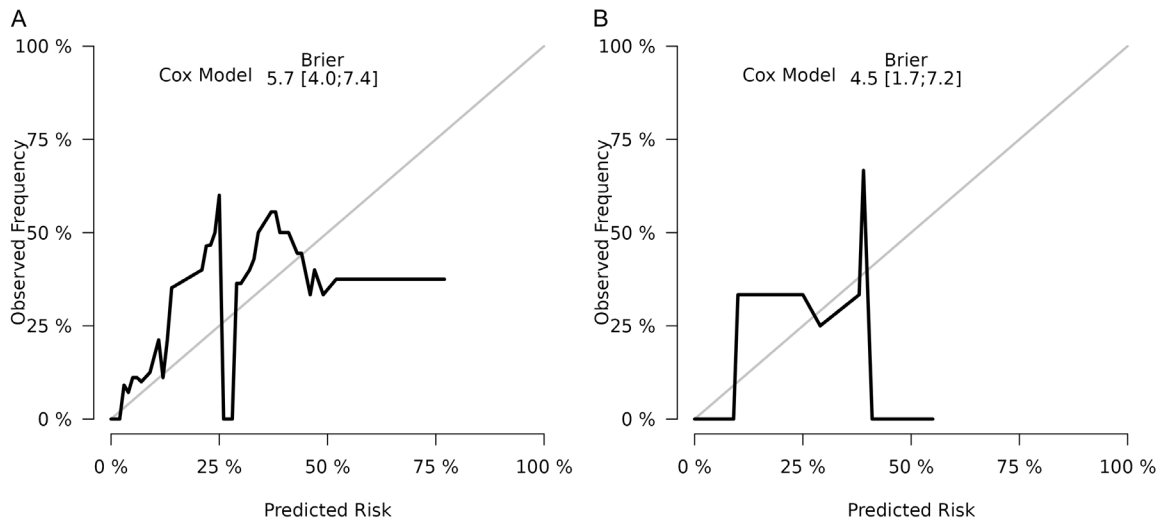 A
Brier
Cox Model 5.7 [4.0;7.4]
100 %
75 %
50 %
25 %
0 %
Observed Frequency
0 % 25 % 50 % 75 % 100 %
Predicted Risk
B
Brier
Cox Model 4.5 [1.7;7.2]
100 %
75 %
50 %
25 %
0 %
Observed Frequency
0 % 25 % 50 % 75 % 100 %
Predicted Risk